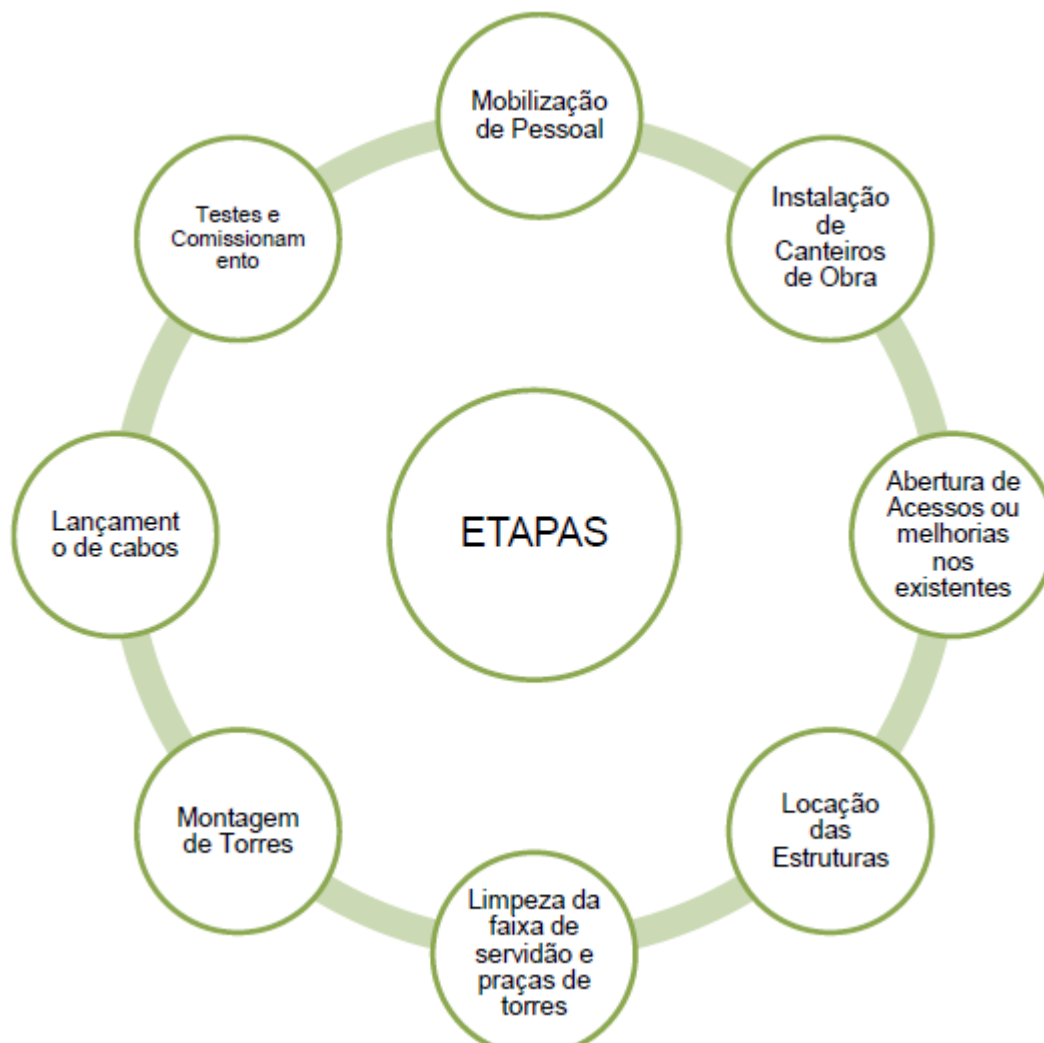 Mobilização
de Pessoal
Instalação
de
Canteiros
de Obra
Abertura de
Acessos ou
melhorias
nos
existentes
Locação
das
Estruturas
Limpeza da
faixa de
servidão e
praças de
torres
Montagem
de Torres
Lançament
o de cabos
Testes e
Comissionam
ento
ETAPAS